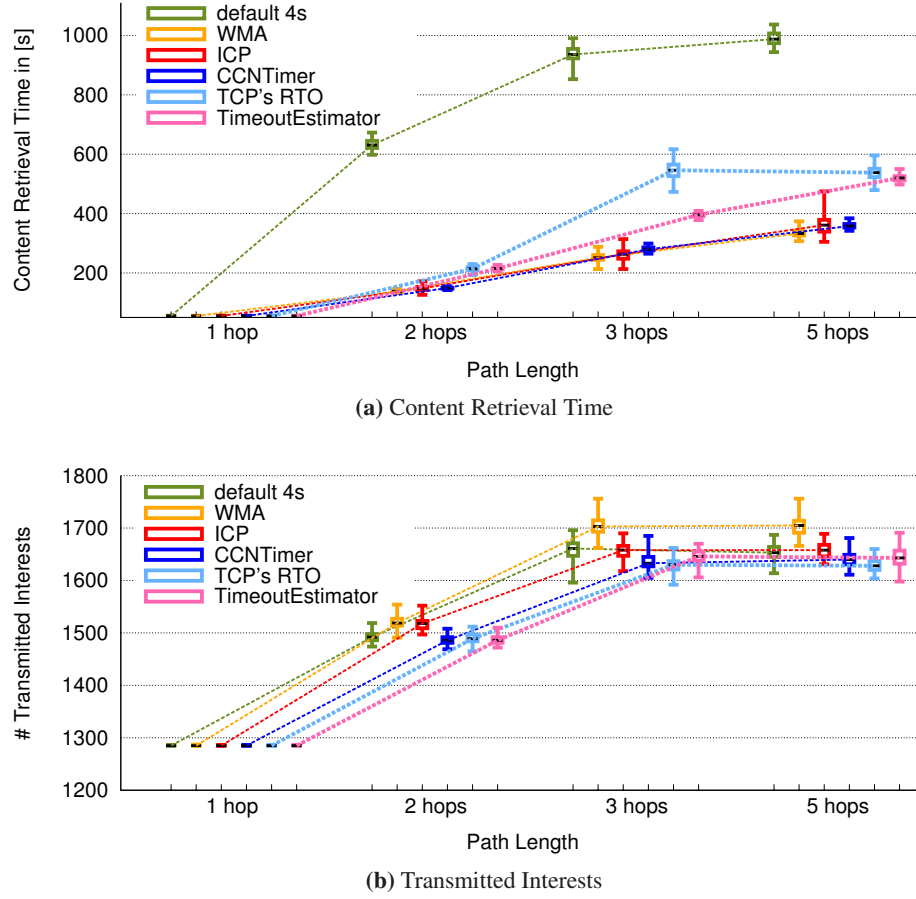 Content Retrieval Time in [s]
1000
800
600
400
200
default 4s
WMA
ICP
CCNTimer
TCP's RTO
TimeoutEstimator
1 hop
2 hops
3 hops
5 hops
Path Length
(a) Content Retrieval Time
# Transmitted Interests
1800
1700
1600
1500
1400
1300
1200
default 4s
WMA
ICP
CCNTimer
TCP's RTO
TimeoutEstimator
1 hop
2 hops
3 hops
5 hops
Path Length
(b) Transmitted Interests